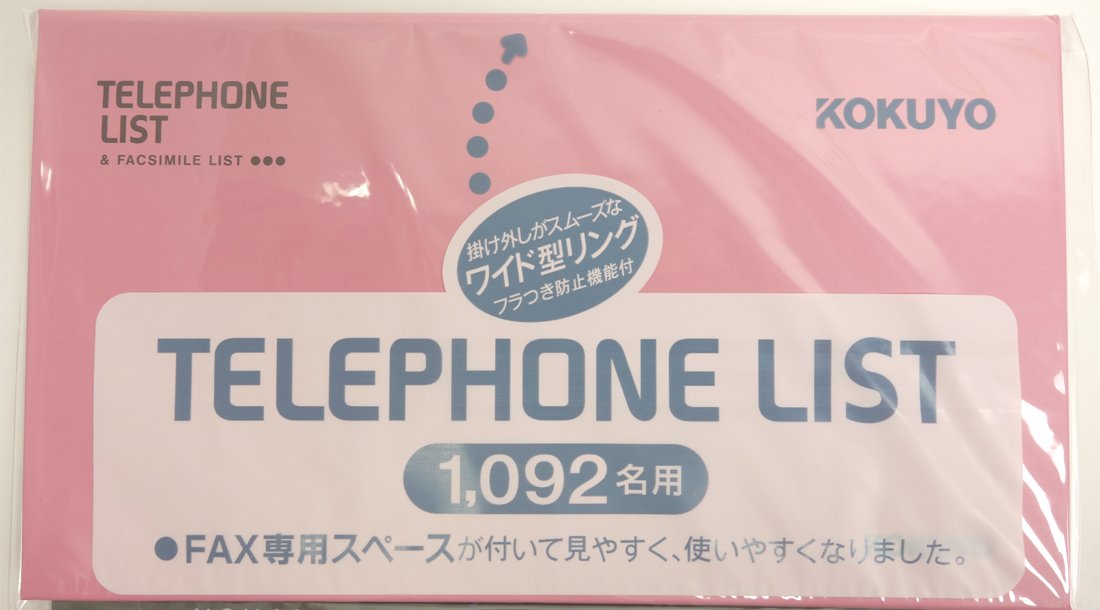 TELEPHONE
LIST
& FACSIMILE LIST ●●●
KOKUYO
掛け外しがスムーズな
ワイド型リング
フラつき防止機能付
TELEPHONE LIST
1,092名用
●FAX専用スペースが付いて見やすく、使いやすくなりました。